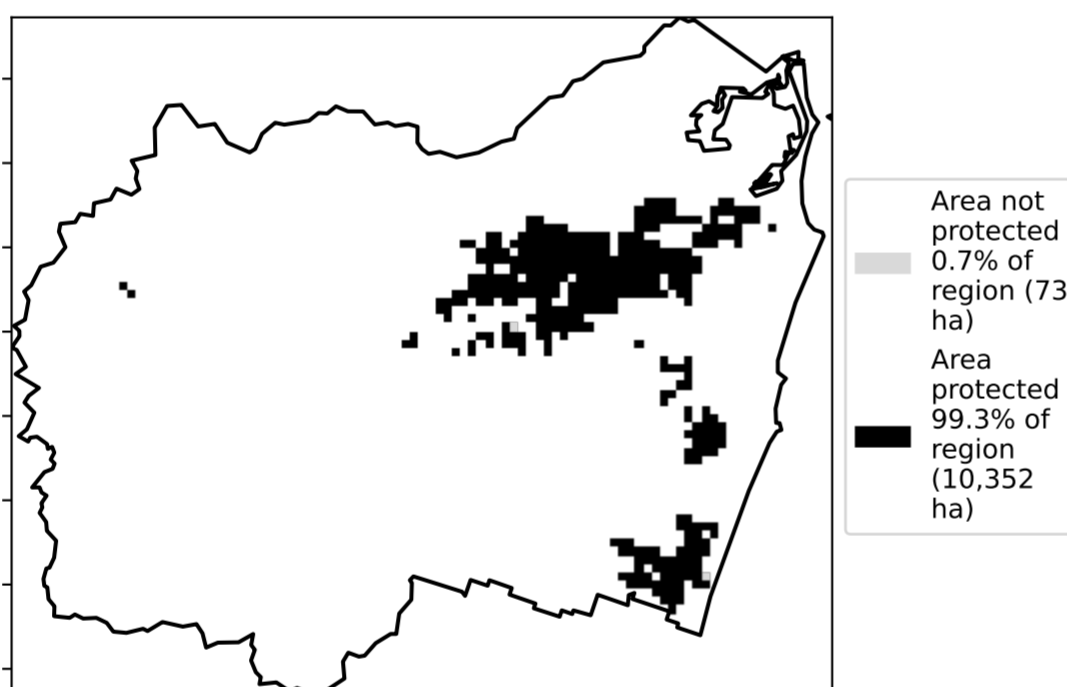 Area not
protected
0.7% of
region (73
ha)
Area
protected
99.3% of
region
(10,352
ha)